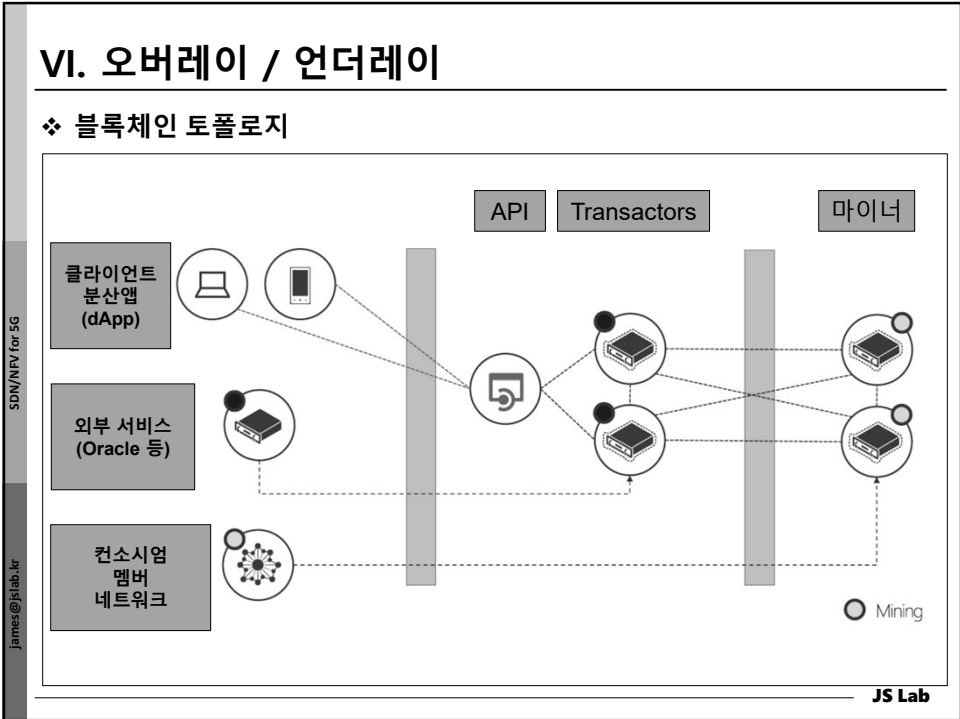 VI. 오버레이 / 언더레이
❖ 블록체인 토폴로지
API
Transactors
마이너
클라이언트
분산앱
(dApp)
외부 서비스
(Oracle 등)
컨소시엄
멤버
네트워크
Mining
SDN/NFV for 5G
james@jslab.kr
JS Lab